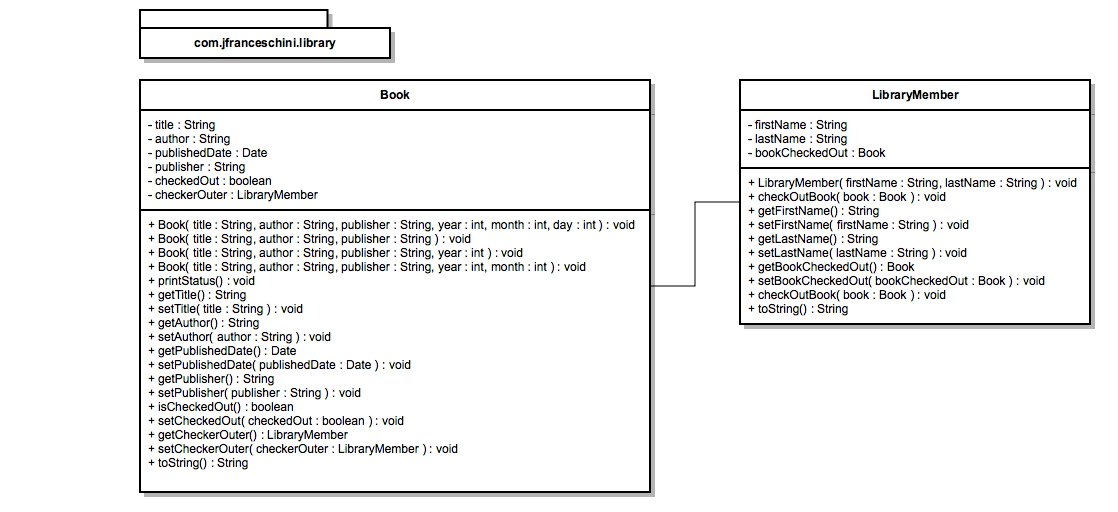 com.jfranceschini.library
Book
- title : String
- author : String
- publishedDate : Date
- publisher : String
- checkedOut : boolean
- checkerOuter : LibraryMember
+ Book( title : String, author : String, publisher : String, year : int, month : int, day : int ) : void
+ Book( title : String, author : String, publisher : String ) : void
+ Book( title : String, author : String, publisher : String, year : int ) : void
+ Book( title : String, author : String, publisher : String, year : int, month : int ) : void
+ printStatus() : void
+ getTitle() : String
+ setTitle( title : String ) : void
+ getAuthor() : String
+ setAuthor( author : String ) : void
+ getPublishedDate() : Date
+ setPublishedDate( publishedDate : Date ) : void
+ getPublisher() : String
+ setPublisher( publisher : String ) : void
+ isCheckedOut() : boolean
+ setCheckedOut( checkedOut : boolean ) : void
+ getCheckerOuter() : LibraryMember
+ setCheckerOuter( checkerOuter : LibraryMember ) : void
+ toString() : String
LibraryMember
- firstName : String
- lastName : String
- bookCheckedOut : Book
+ LibraryMember( firstName : String, lastName : String ) : void
+ checkOutBook( book : Book ) : void
+ getFirstName() : String
+ setFirstName( firstName : String ) : void
+ getLastName() : String
+ setLastName( lastName : String ) : void
+ getBookCheckedOut() : Book
+ setBookCheckedOut( bookCheckedOut : Book ) : void
+ checkOutBook( book : Book ) : void
+ toString() : String